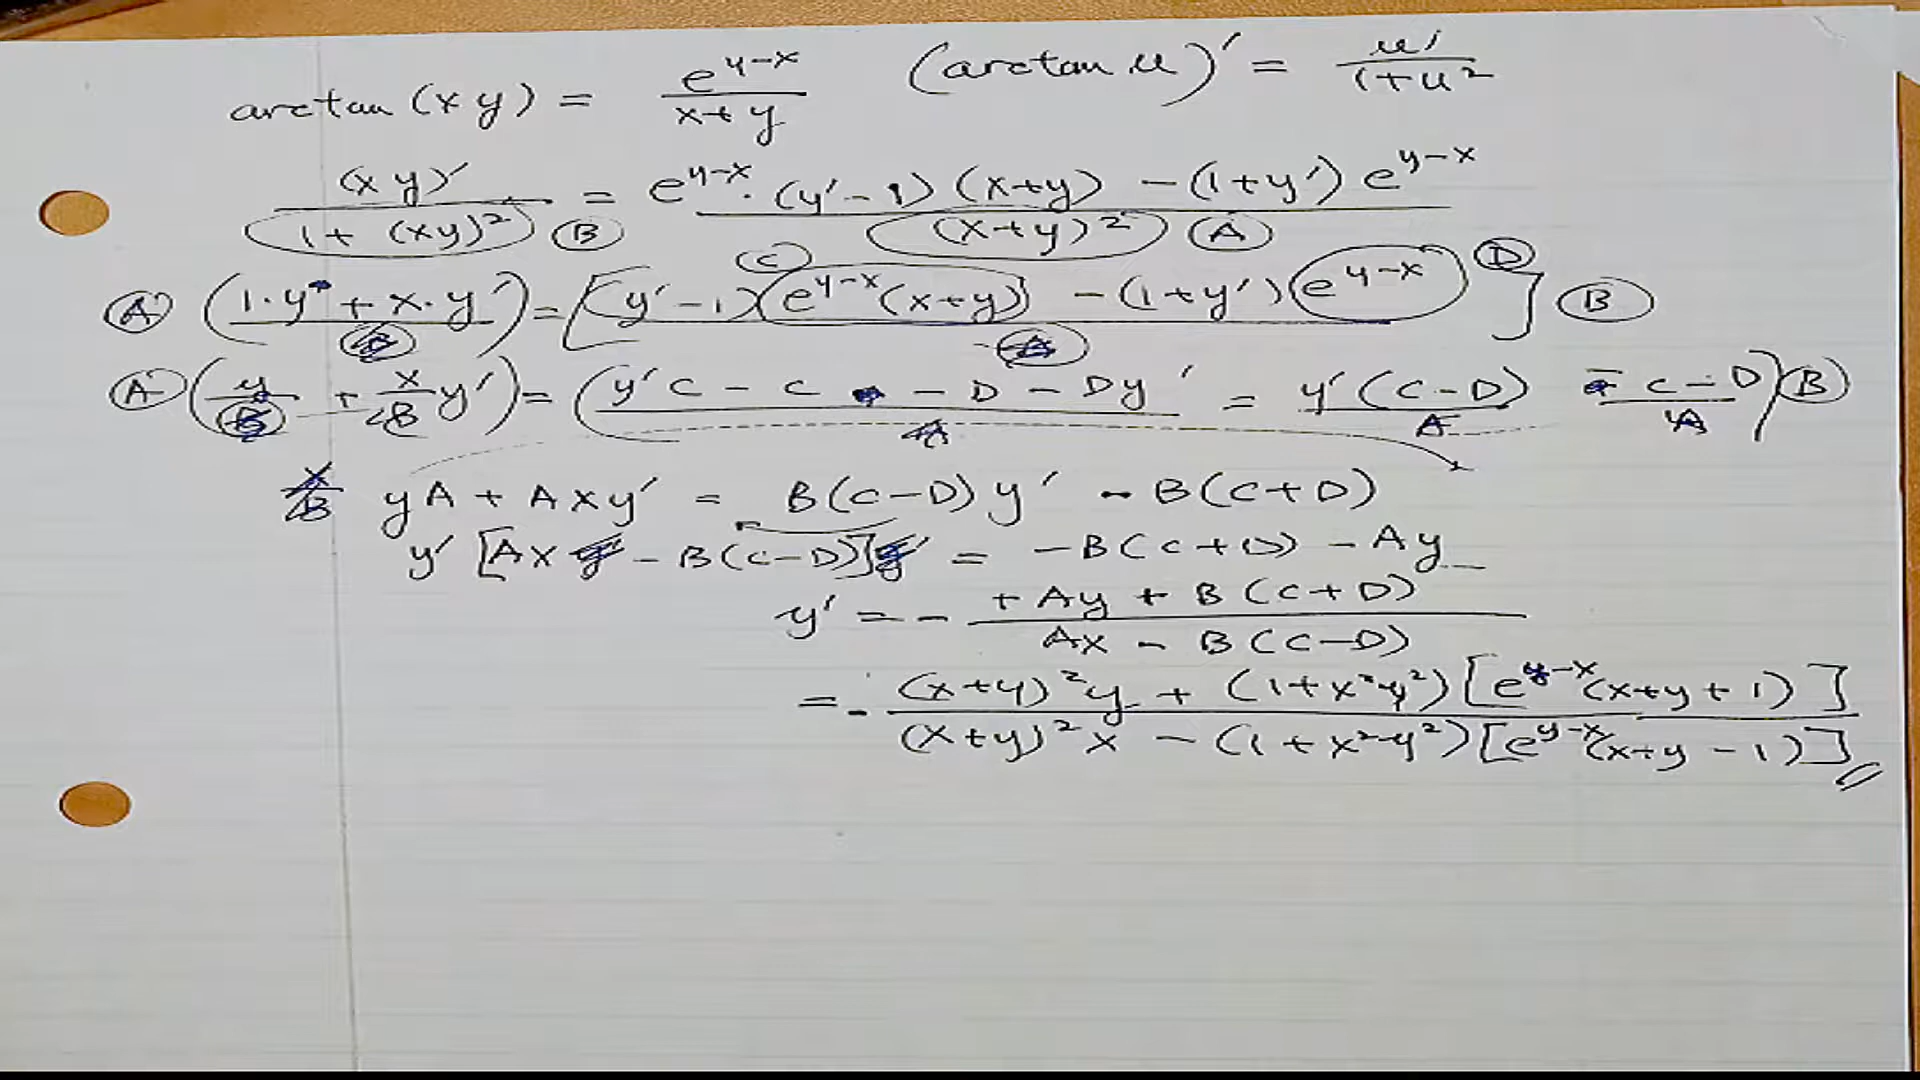 arctan (xy) = e^{y-x} / (x+y)    (arctan u)' = u' / (1+u²)
(xy)' / (1 + (xy)²) Ⓑ = e^{y-x} · (y' - 1) (x+y) - (1+y') e^{y-x} / (x+y)² Ⓐ
Ⓐ (1·y + x·y') = [(y' - 1) (e^{y-x} (x+y)) Ⓒ - (1+y') (e^{y-x}) Ⓓ] Ⓑ
Ⓐ (y/B + x/B y') = (y'C - C - D - Dy' / A = y' (C-D) / A - C - D / A) Ⓑ
yA + Axy' = B(C-D) y' - B(C+D)
y' [Ax - B(C-D)] = -B(C+D) - Ay
y' = - (+Ay + B(C+D)) / (Ax - B(C-D))
= - ((x+y)²y + (1+x²y²) [e^{y-x}(x+y+1)]) / ((x+y)²x - (1+x²y²) [e^{y-x}(x+y-1)])